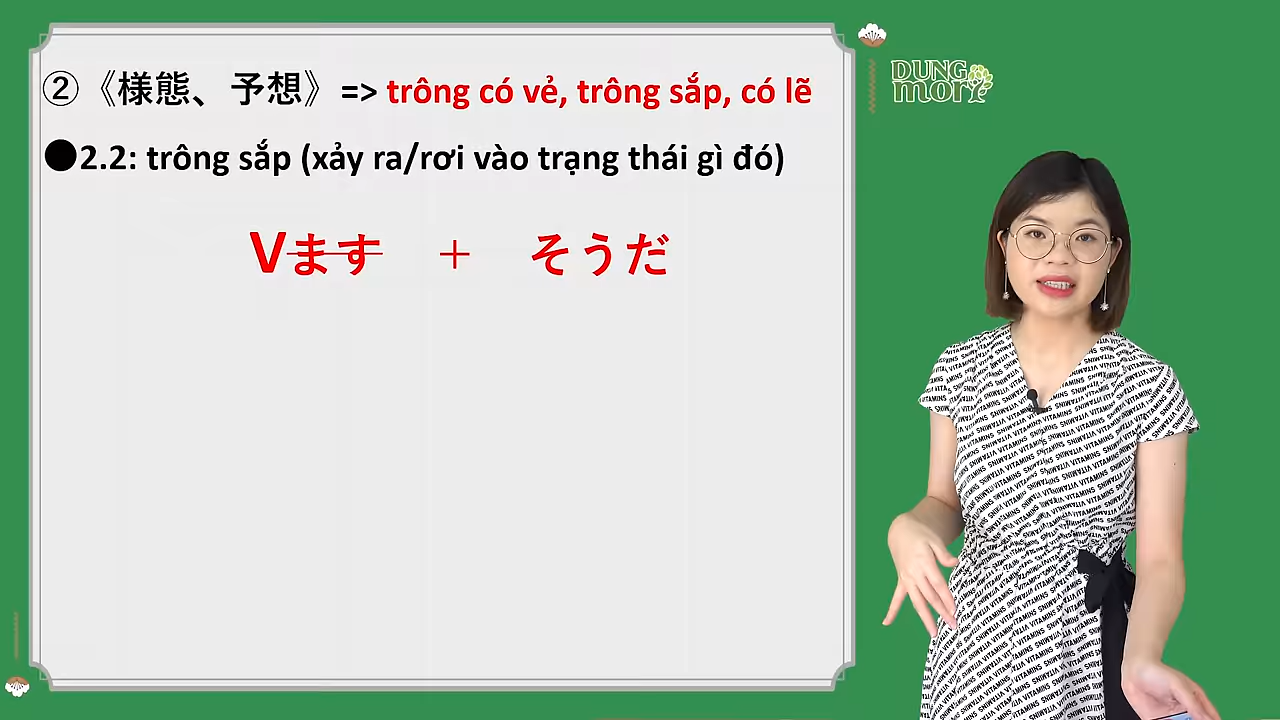 ②《様態、予想》=> trông có vẻ, trông sắp, có lẽ
●2.2: trông sắp (xảy ra/rơi vào trạng thái gì đó)
Vます + そうだ
DUNG
mori